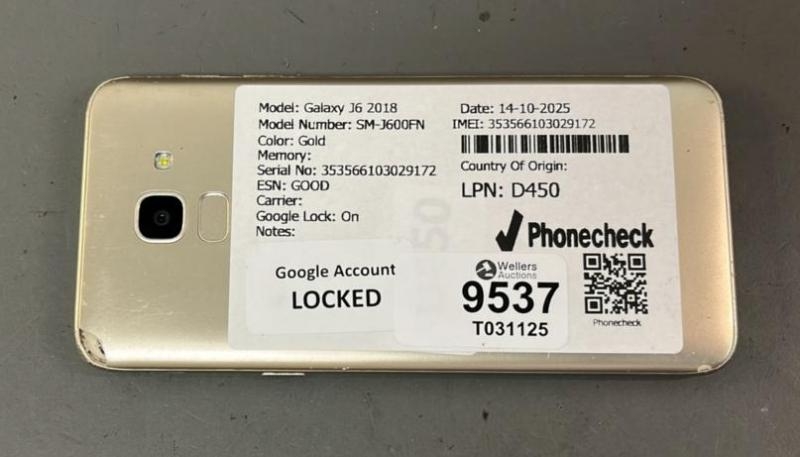 Model: Galaxy J6 2018
Model Number: SM-J600FN
Color: Gold
Memory:
Serial No: 353566103029172
ESN: GOOD
Carrier:
Google Lock: On
Notes:
Date: 14-10-2025
IMEI: 353566103029172
Country Of Origin:
LPN: D450
Phonecheck
Phonecheck
Google Account
LOCKED
Wellers
Auctions
9537
T031125